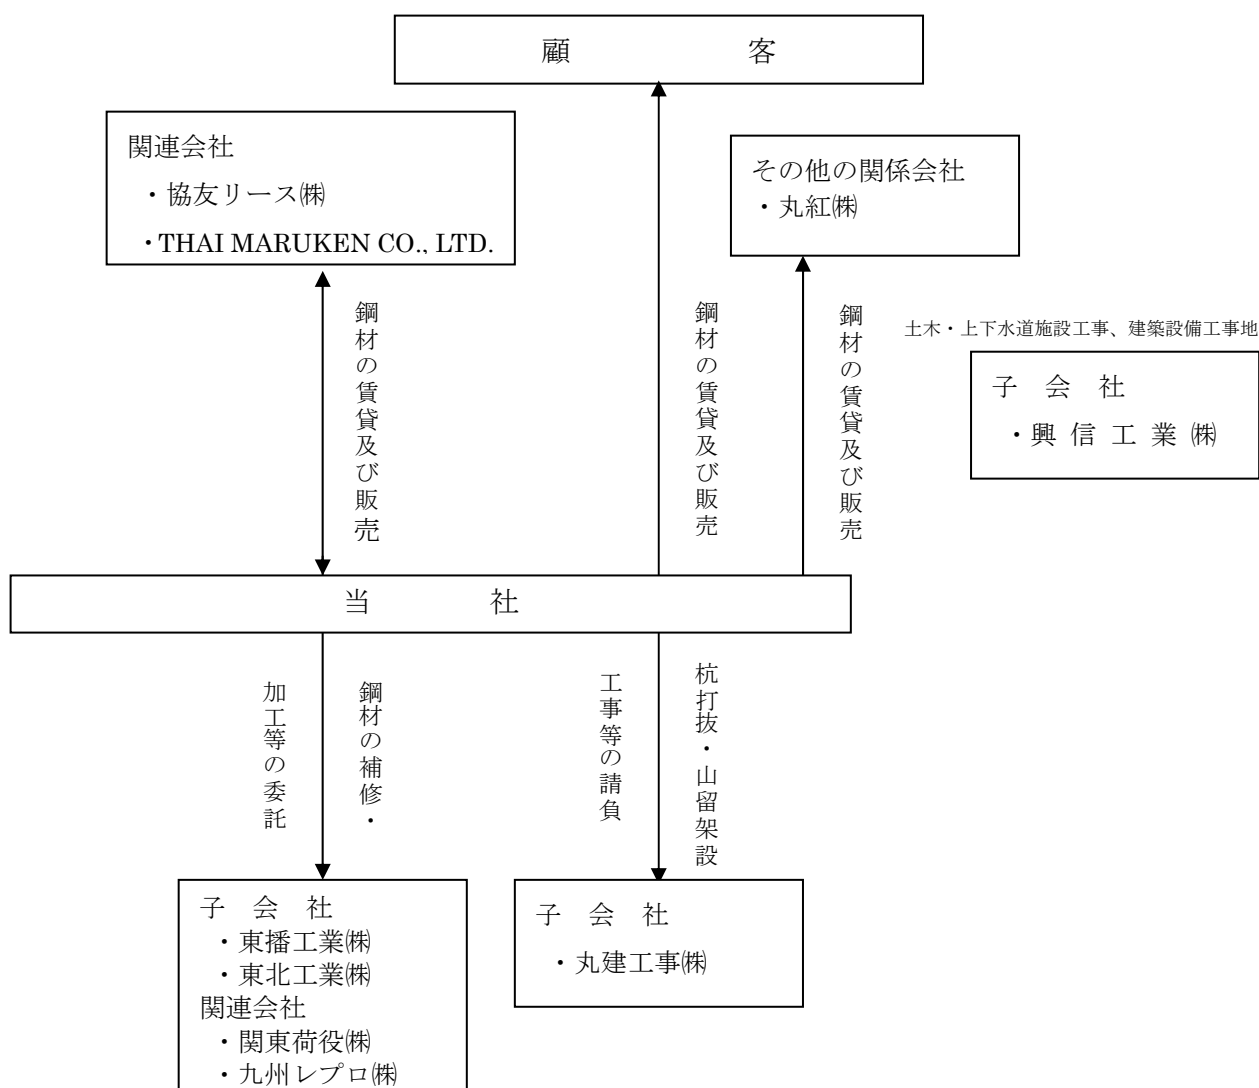 顧客
関連会社
・協友リース㈱
・THAI MARUKEN CO., LTD.
その他の関係会社
・丸紅㈱
鋼材の賃貸及び販売
鋼材の賃貸及び販売
鋼材の賃貸及び販売
土木・上下水道施設工事、建築設備工事地
子会社
・興信工業㈱
当社
鋼材の補修・
加工等の委託
杭打抜・山留架設
工事等の請負
子会社
・東播工業㈱
・東北工業㈱
関連会社
・関東荷役㈱
・九州レプロ㈱
子会社
・丸建工事㈱